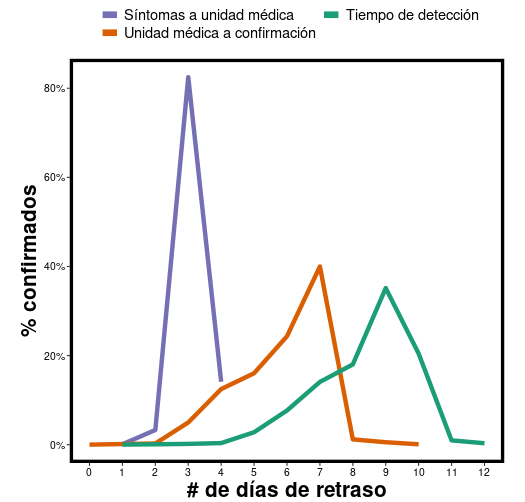 Síntomas a unidad médica
Tiempo de detección
Unidad médica a confirmación
80%
60%
40%
20%
0%
% confirmados
0 1 2 3 4 5 6 7 8 9 10 11 12
# de días de retraso